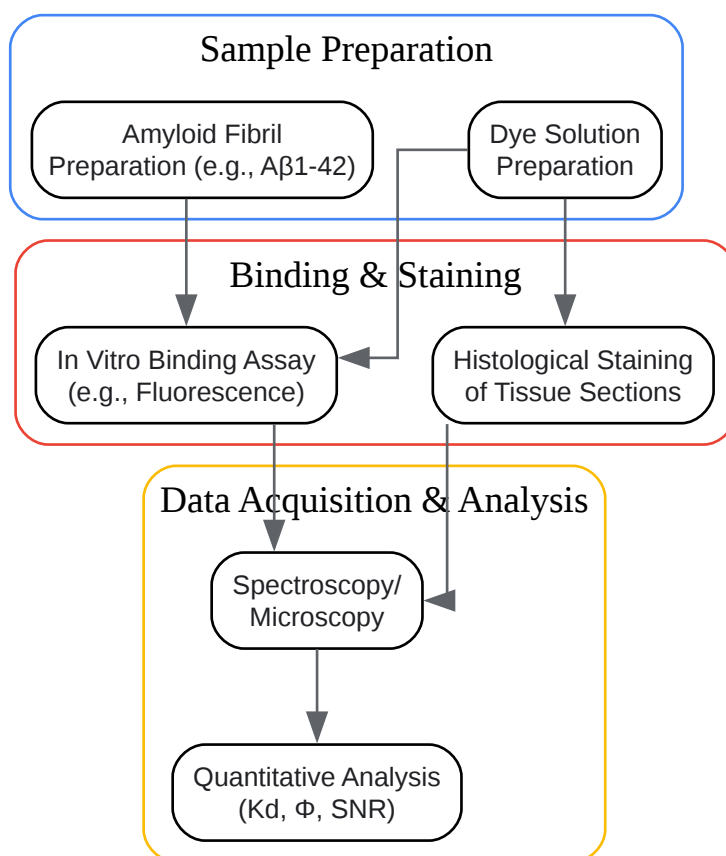 Sample Preparation
Amyloid Fibril
Preparation (e.g., Aβ1-42)
Dye Solution
Preparation
Binding & Staining
In Vitro Binding Assay
(e.g., Fluorescence)
Histological Staining
of Tissue Sections
Data Acquisition & Analysis
Spectroscopy/
Microscopy
Quantitative Analysis
(Kd, Φ, SNR)